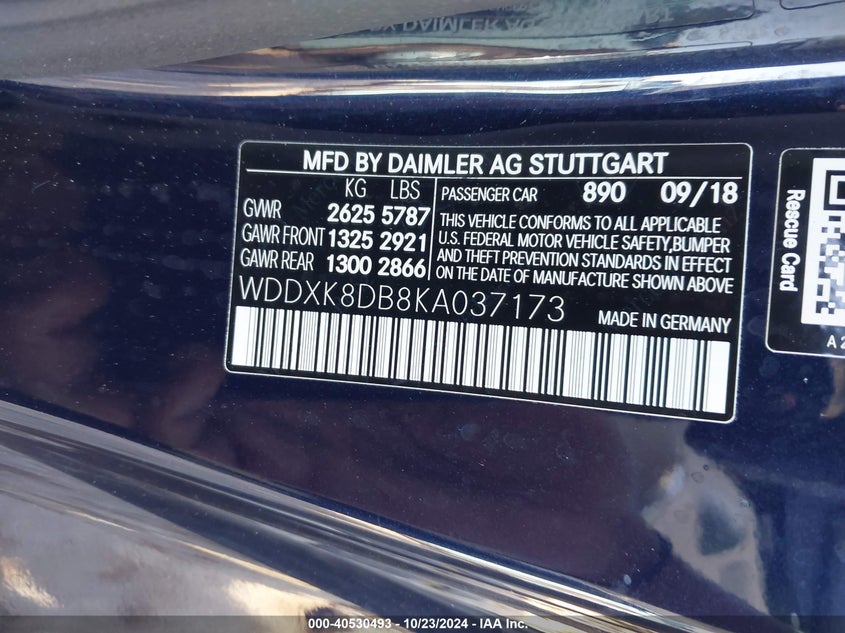 MFD BY DAIMLER AG STUTTGART
KG LBS
GVWR 2625 5787
GAWR FRONT 1325 2921
GAWR REAR 1300 2866
PASSENGER CAR 890 09/18
THIS VEHICLE CONFORMS TO ALL APPLICABLE
U.S. FEDERAL MOTOR VEHICLE SAFETY,BUMPER
AND THEFT PREVENTION STANDARDS IN EFFECT
ON THE DATE OF MANUFACTURE SHOWN ABOVE
WDDXK8DB8KA037173
MADE IN GERMANY
Rescue Card
A 2
000-40530493 - 10/23/2024 - IAA Inc.